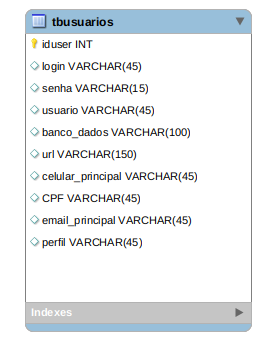 tbusuarios
iduser INT
login VARCHAR(45)
senha VARCHAR(15)
usuario VARCHAR(45)
banco_dados VARCHAR(100)
url VARCHAR(150)
celular_principal VARCHAR(45)
CPF VARCHAR(45)
email_principal VARCHAR(45)
perfil VARCHAR(45)
Indexes